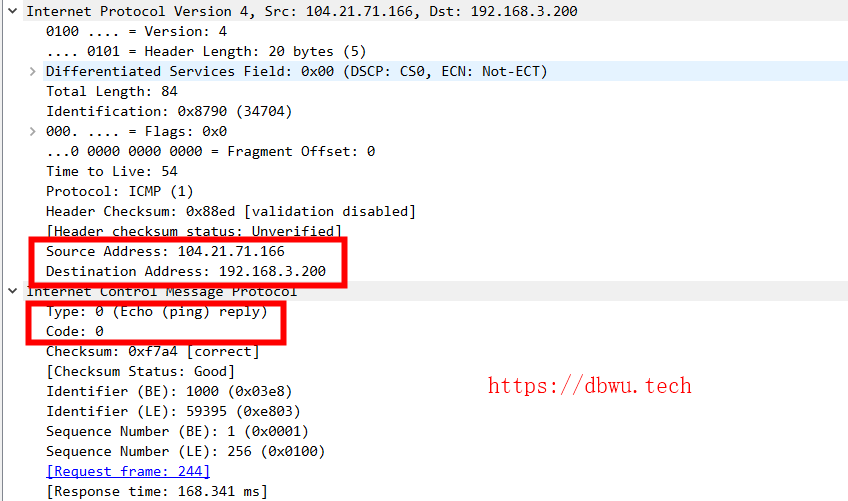 Internet Protocol Version 4, Src: 104.21.71.166, Dst: 192.168.3.200
0100 .... = Version: 4
.... 0101 = Header Length: 20 bytes (5)
Differentiated Services Field: 0x00 (DSCP: CS0, ECN: Not-ECT)
Total Length: 84
Identification: 0x8790 (34704)
000. .... = Flags: 0x0
...0 0000 0000 0000 = Fragment Offset: 0
Time to Live: 54
Protocol: ICMP (1)
Header Checksum: 0x88ed [validation disabled]
[Header checksum status: Unverified]
Source Address: 104.21.71.166
Destination Address: 192.168.3.200
Internet Control Message Protocol
Type: 0 (Echo (ping) reply)
Code: 0
Checksum: 0xf7a4 [correct]
[Checksum Status: Good]
Identifier (BE): 1000 (0x03e8)
Identifier (LE): 59395 (0xe803)
Sequence Number (BE): 1 (0x0001)
Sequence Number (LE): 256 (0x0100)
[Request frame: 244]
[Response time: 168.341 ms]
https://dbwu.tech